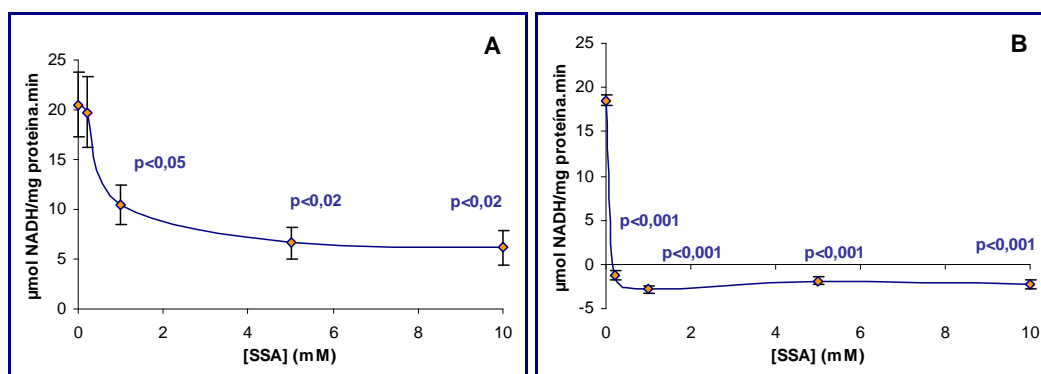 A
µmol NADH/mg proteína.min
25
20
15
10
5
0
p<0,05
p<0,02
p<0,02
0 2 4 6 8 10
[SSA] (mM)
B
µmol NADH/mg proteína.min
25
20
15
10
5
0
-5
p<0,001
p<0,001
p<0,001
p<0,001
0 2 4 6 8 10
[SSA] (mM)